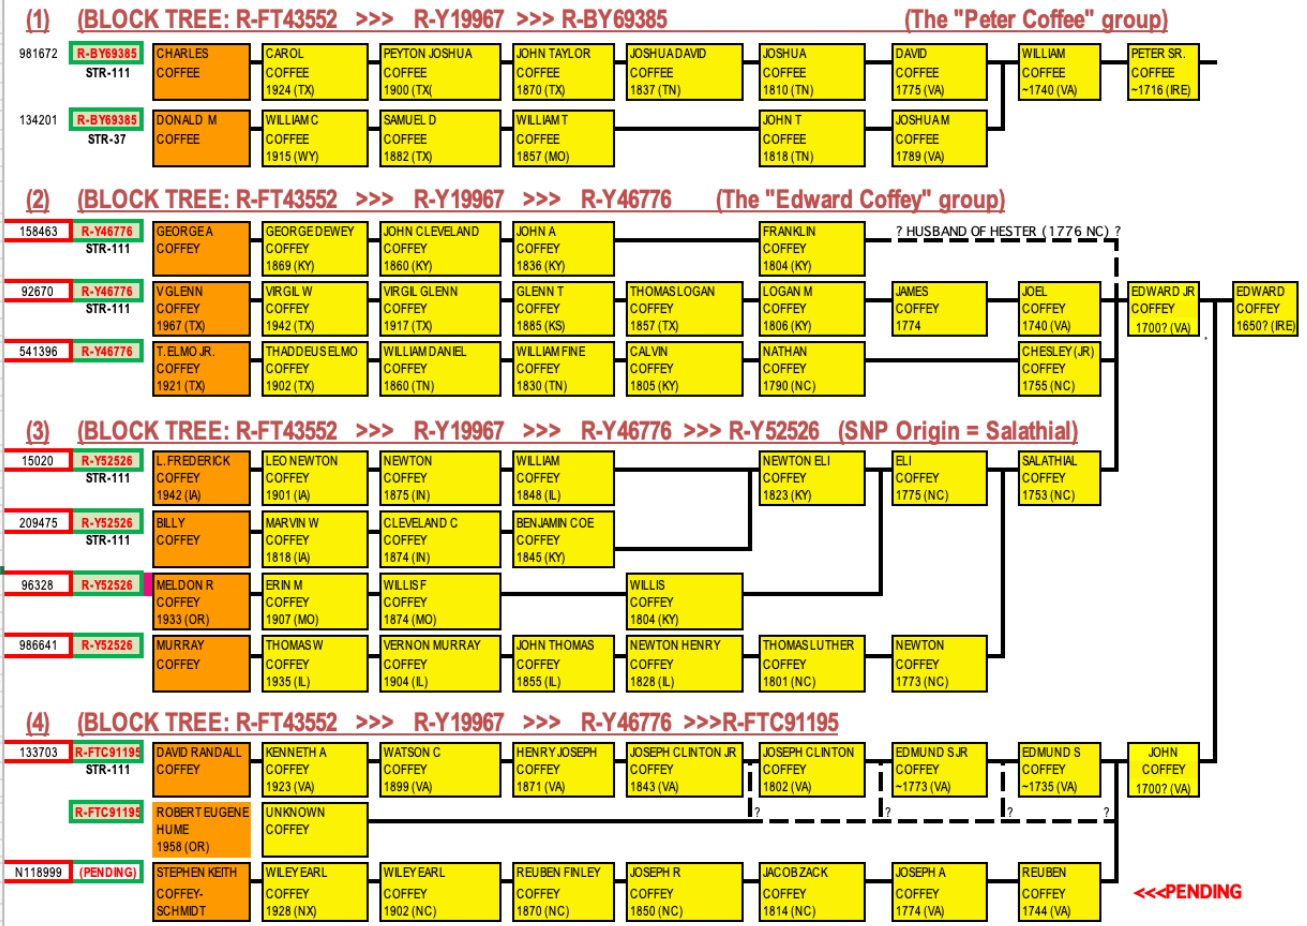 (1) (BLOCK TREE: R-FT43552 >>> R-Y19967 >>> R-BY69385 (The "Peter Coffee" group)
981672 R-BY69385 CHARLES CAROL PEYTON JOSHUA JOHN TAYLOR JOSHUA DAVID JOSHUA DAVID WILLIAM PETER SR.
STR-111 COFFEE COFFEE COFFEE COFFEE COFFEE COFFEE COFFEE COFFEE COFFEE
1924 (TX) 1900 (TX( 1870 (TX) 1837 (TN) 1810 (TN) 1775 (VA) ~1740 (VA) ~1716 (IRE)
134201 R-BY69385 DONALD M WILLIAM C SAMUEL D WILLIAM T JOHN T JOSHUA M
STR-37 COFFEE COFFEE COFFEE COFFEE COFFEE COFFEE
1915 (WY) 1882 (TX) 1857 (MO) 1818 (TN) 1789 (VA)
(2) (BLOCK TREE: R-FT43552 >>> R-Y19967 >>> R-Y46776 (The "Edward Coffey" group)
158463 R-Y46776 GEORGE A GEORGE DEWEY JOHN CLEVELAND JOHN A FRANKLIN ? HUSBAND OF HESTER (1776 NC) ?
STR-111 COFFEY COFFEY COFFEY COFFEY COFFEY
1869 (KY) 1860 (KY) 1836 (KY) 1804 (KY)
92670 R-Y46776 V GLENN VIRGIL W VIRGIL GLENN GLENN T THOMAS LOGAN LOGAN M JAMES JOEL EDWARD JR EDWARD
STR-111 COFFEY COFFEY COFFEY COFFEY COFFEY COFFEY COFFEY COFFEY COFFEY COFFEY
1967 (TX) 1942 (TX) 1917 (TX) 1885 (KS) 1857 (TX) 1806 (KY) 1774 1740 (VA) 1700? (VA) 1650? (IRE)
541396 R-Y46776 T. ELMO JR. THADDEUS ELMO WILLIAM DANIEL WILLIAM FINE CALVIN NATHAN CHESLEY (JR)
COFFEY COFFEY COFFEY COFFEY COFFEY COFFEY COFFEY
1921 (TX) 1902 (TX) 1860 (TN) 1830 (TN) 1805 (KY) 1790 (NC) 1755 (NC)
(3) (BLOCK TREE: R-FT43552 >>> R-Y19967 >>> R-Y46776 >>> R-Y52526 (SNP Origin = Salathial)
15020 R-Y52526 L. FREDERICK LEO NEWTON NEWTON WILLIAM NEWTON ELI ELI SALATHIAL
STR-111 COFFEY COFFEY COFFEY COFFEY COFFEY COFFEY COFFEY
1942 (IA) 1901 (IA) 1875 (IN) 1848 (IL) 1823 (KY) 1775 (NC) 1753 (NC)
209475 R-Y52526 BILLY MARVIN W CLEVELAND C BENJAMIN COE
STR-111 COFFEY COFFEY COFFEY COFFEY
1818 (IA) 1874 (IN) 1845 (KY)
96328 R-Y52526 MELDON R ERIN M WILLIS F WILLIS
COFFEY COFFEY COFFEY COFFEY
1933 (OR) 1907 (MO) 1874 (MO) 1804 (KY)
986641 R-Y52526 MURRAY THOMAS W VERNON MURRAY JOHN THOMAS NEWTON HENRY THOMAS LUTHER NEWTON
COFFEY COFFEY COFFEY COFFEY COFFEY COFFEY COFFEY
1935 (IL) 1904 (IL) 1855 (IL) 1828 (IL) 1801 (NC) 1773 (NC)
(4) (BLOCK TREE: R-FT43552 >>> R-Y19967 >>> R-Y46776 >>>R-FTC91195
133703 R-FTC91195 DAVID RANDALL KENNETH A WATSON C HENRY JOSEPH JOSEPH CLINTON JR JOSEPH CLINTON EDMUND S JR EDMUND S JOHN
STR-111 COFFEY COFFEY COFFEY COFFEY COFFEY COFFEY COFFEY COFFEY COFFEY
1923 (VA) 1899 (VA) 1871 (VA) 1843 (VA) 1802 (VA) ~1773 (VA) ~1735 (VA) 1700? (VA)
R-FTC91195 ROBERT EUGENE UNKNOWN ? ? ? ?
HUME COFFEY
1958 (OR)
N118999 (PENDING) STEPHEN KEITH WILEY EARL WILEY EARL REUBEN FINLEY JOSEPH R JACOB ZACK JOSEPH A REUBEN
COFFEY- COFFEY COFFEY COFFEY COFFEY COFFEY COFFEY COFFEY <<<PENDING
SCHMIDT 1928 (NX) 1902 (NC) 1870 (NC) 1850 (NC) 1814 (NC) 1774 (VA) 1744 (VA)